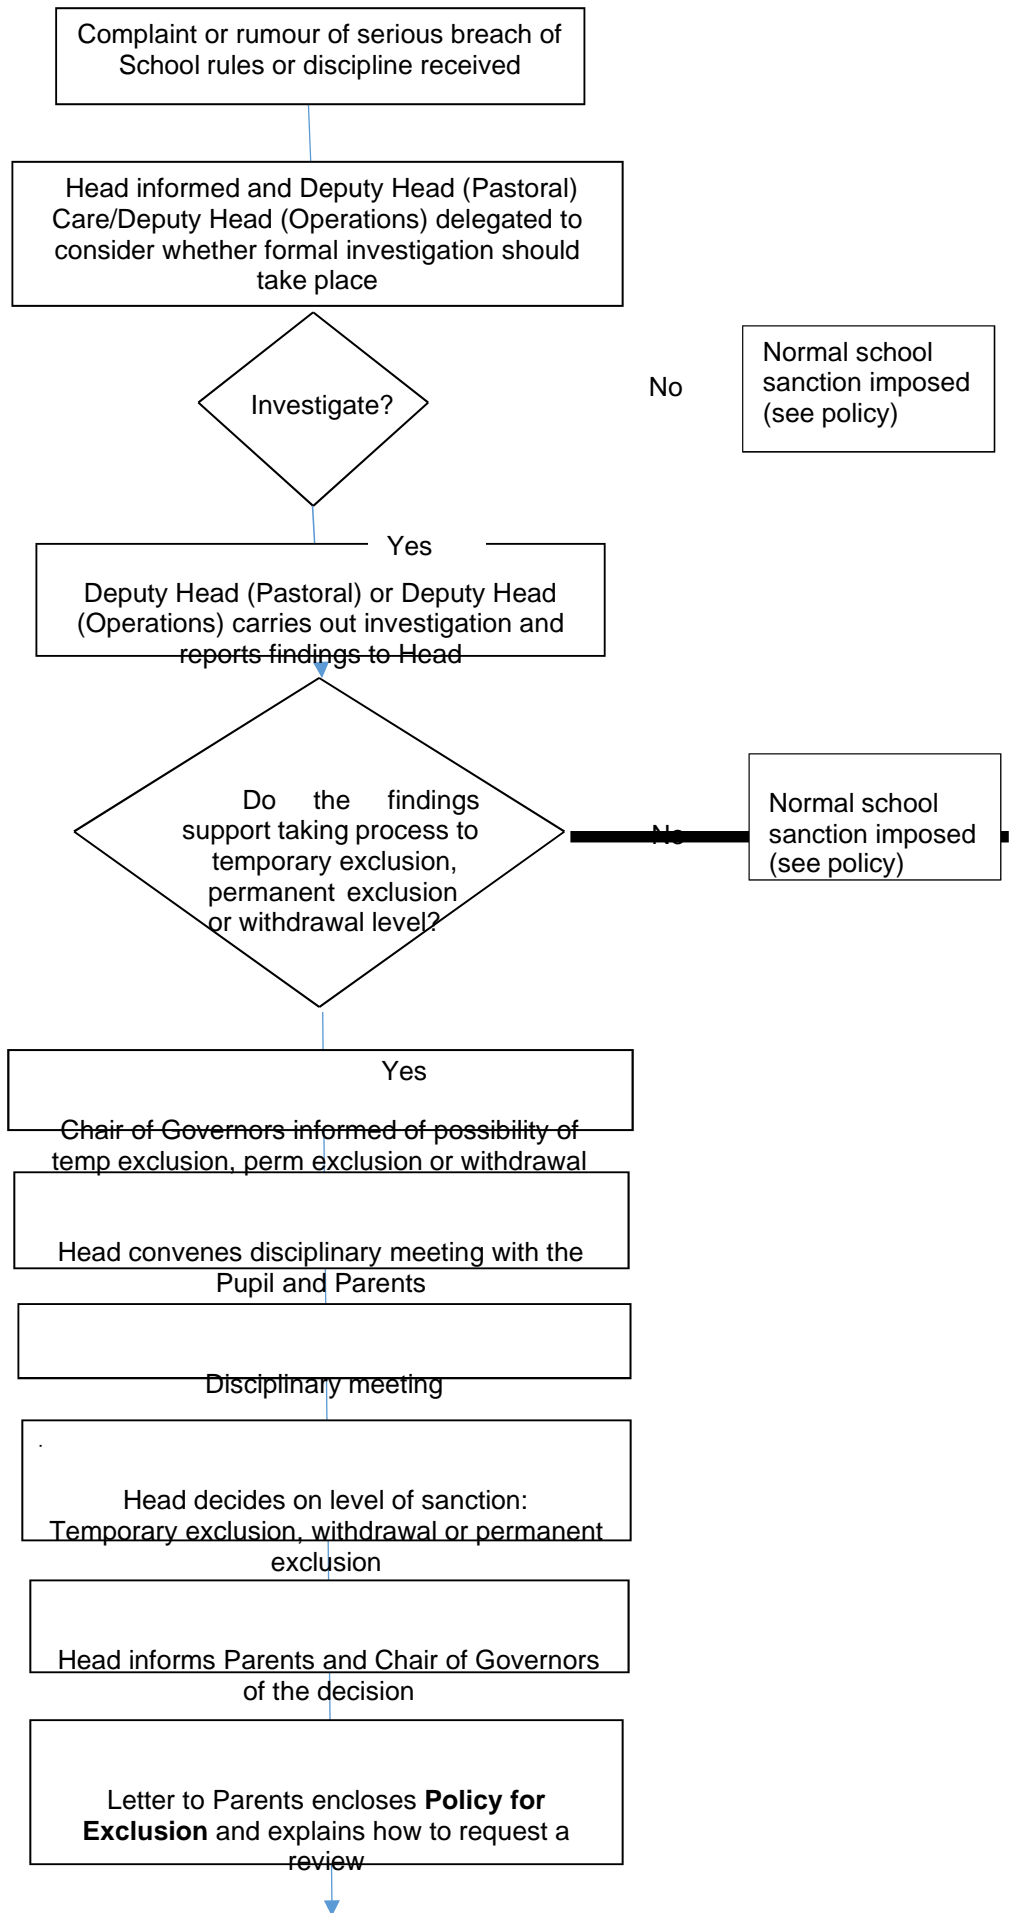 Complaint or rumour of serious breach of
School rules or discipline received
Head informed and Deputy Head (Pastoral)
Care/Deputy Head (Operations) delegated to
consider whether formal investigation should
take place
Investigate?
No
Normal school
sanction imposed
(see policy)
Yes
Deputy Head (Pastoral) or Deputy Head
(Operations) carries out investigation and
reports findings to Head
Do the findings
support taking process to
temporary exclusion,
permanent exclusion
or withdrawal level?
No
Normal school
sanction imposed
(see policy)
Yes
Chair of Governors informed of possibility of
temp exclusion, perm exclusion or withdrawal
Head convenes disciplinary meeting with the
Pupil and Parents
Disciplinary meeting
.
Head decides on level of sanction:
Temporary exclusion, withdrawal or permanent
exclusion
Head informs Parents and Chair of Governors
of the decision
Letter to Parents encloses Policy for
Exclusion and explains how to request a
review